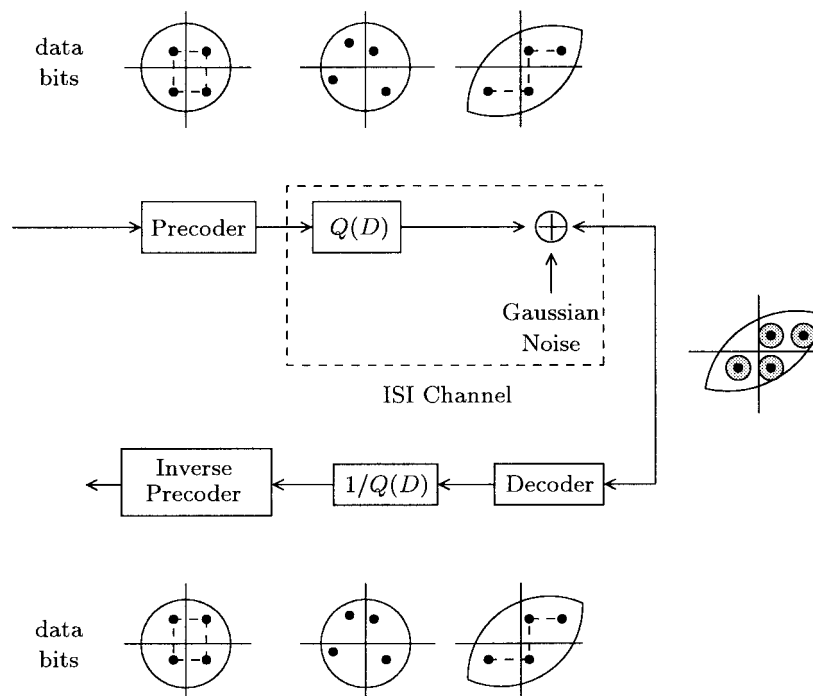 data
bits
Precoder
Q(D)
Gaussian
Noise
ISI Channel
Inverse
Precoder
1/Q(D)
Decoder
data
bits